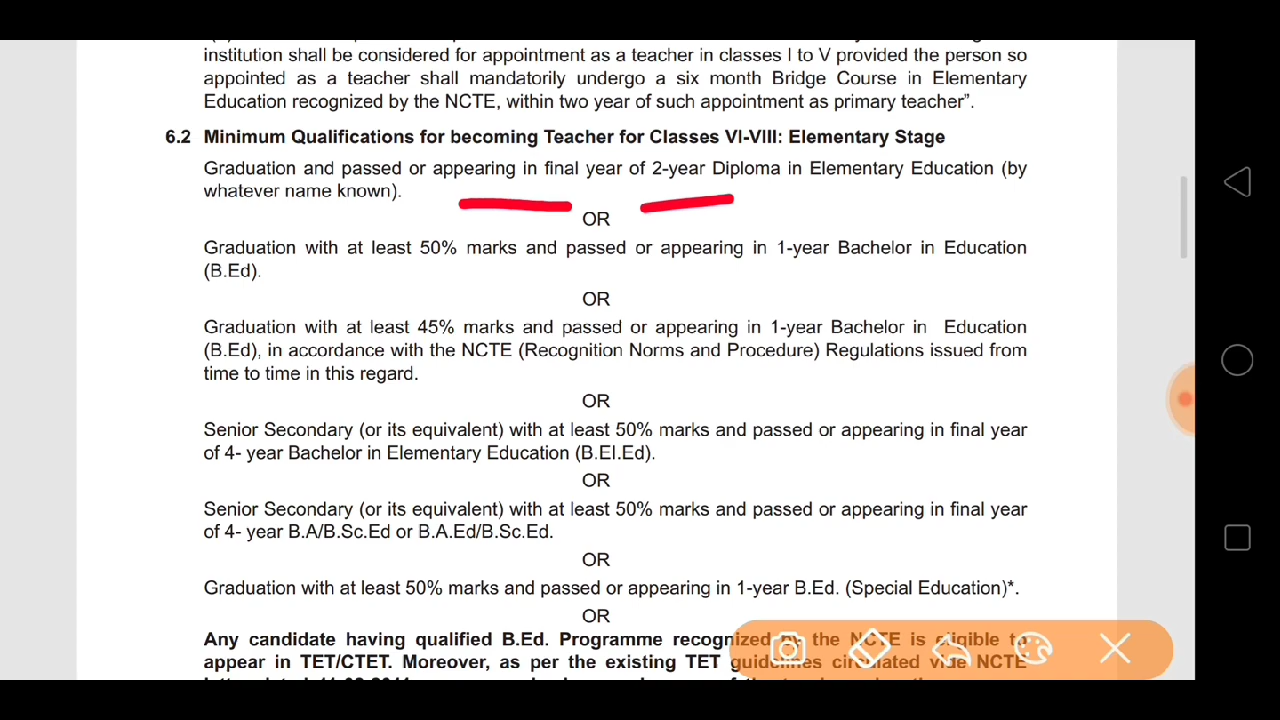 institution shall be considered for appointment as a teacher in classes I to V provided the person so
appointed as a teacher shall mandatorily undergo a six month Bridge Course in Elementary
Education recognized by the NCTE, within two year of such appointment as primary teacher”.
6.2 Minimum Qualifications for becoming Teacher for Classes VI-VIII: Elementary Stage
Graduation and passed or appearing in final year of 2-year Diploma in Elementary Education (by
whatever name known).
OR
Graduation with at least 50% marks and passed or appearing in 1-year Bachelor in Education
(B.Ed).
OR
Graduation with at least 45% marks and passed or appearing in 1-year Bachelor in Education
(B.Ed), in accordance with the NCTE (Recognition Norms and Procedure) Regulations issued from
time to time in this regard.
OR
Senior Secondary (or its equivalent) with at least 50% marks and passed or appearing in final year
of 4- year Bachelor in Elementary Education (B.El.Ed).
OR
Senior Secondary (or its equivalent) with at least 50% marks and passed or appearing in final year
of 4- year B.A/B.Sc.Ed or B.A.Ed/B.Sc.Ed.
OR
Graduation with at least 50% marks and passed or appearing in 1-year B.Ed. (Special Education)*.
OR
Any candidate having qualified B.Ed. Programme recognized by the NCTE is eligible to
appear in TET/CTET. Moreover, as per the existing TET guidelines circulated vide NCTE